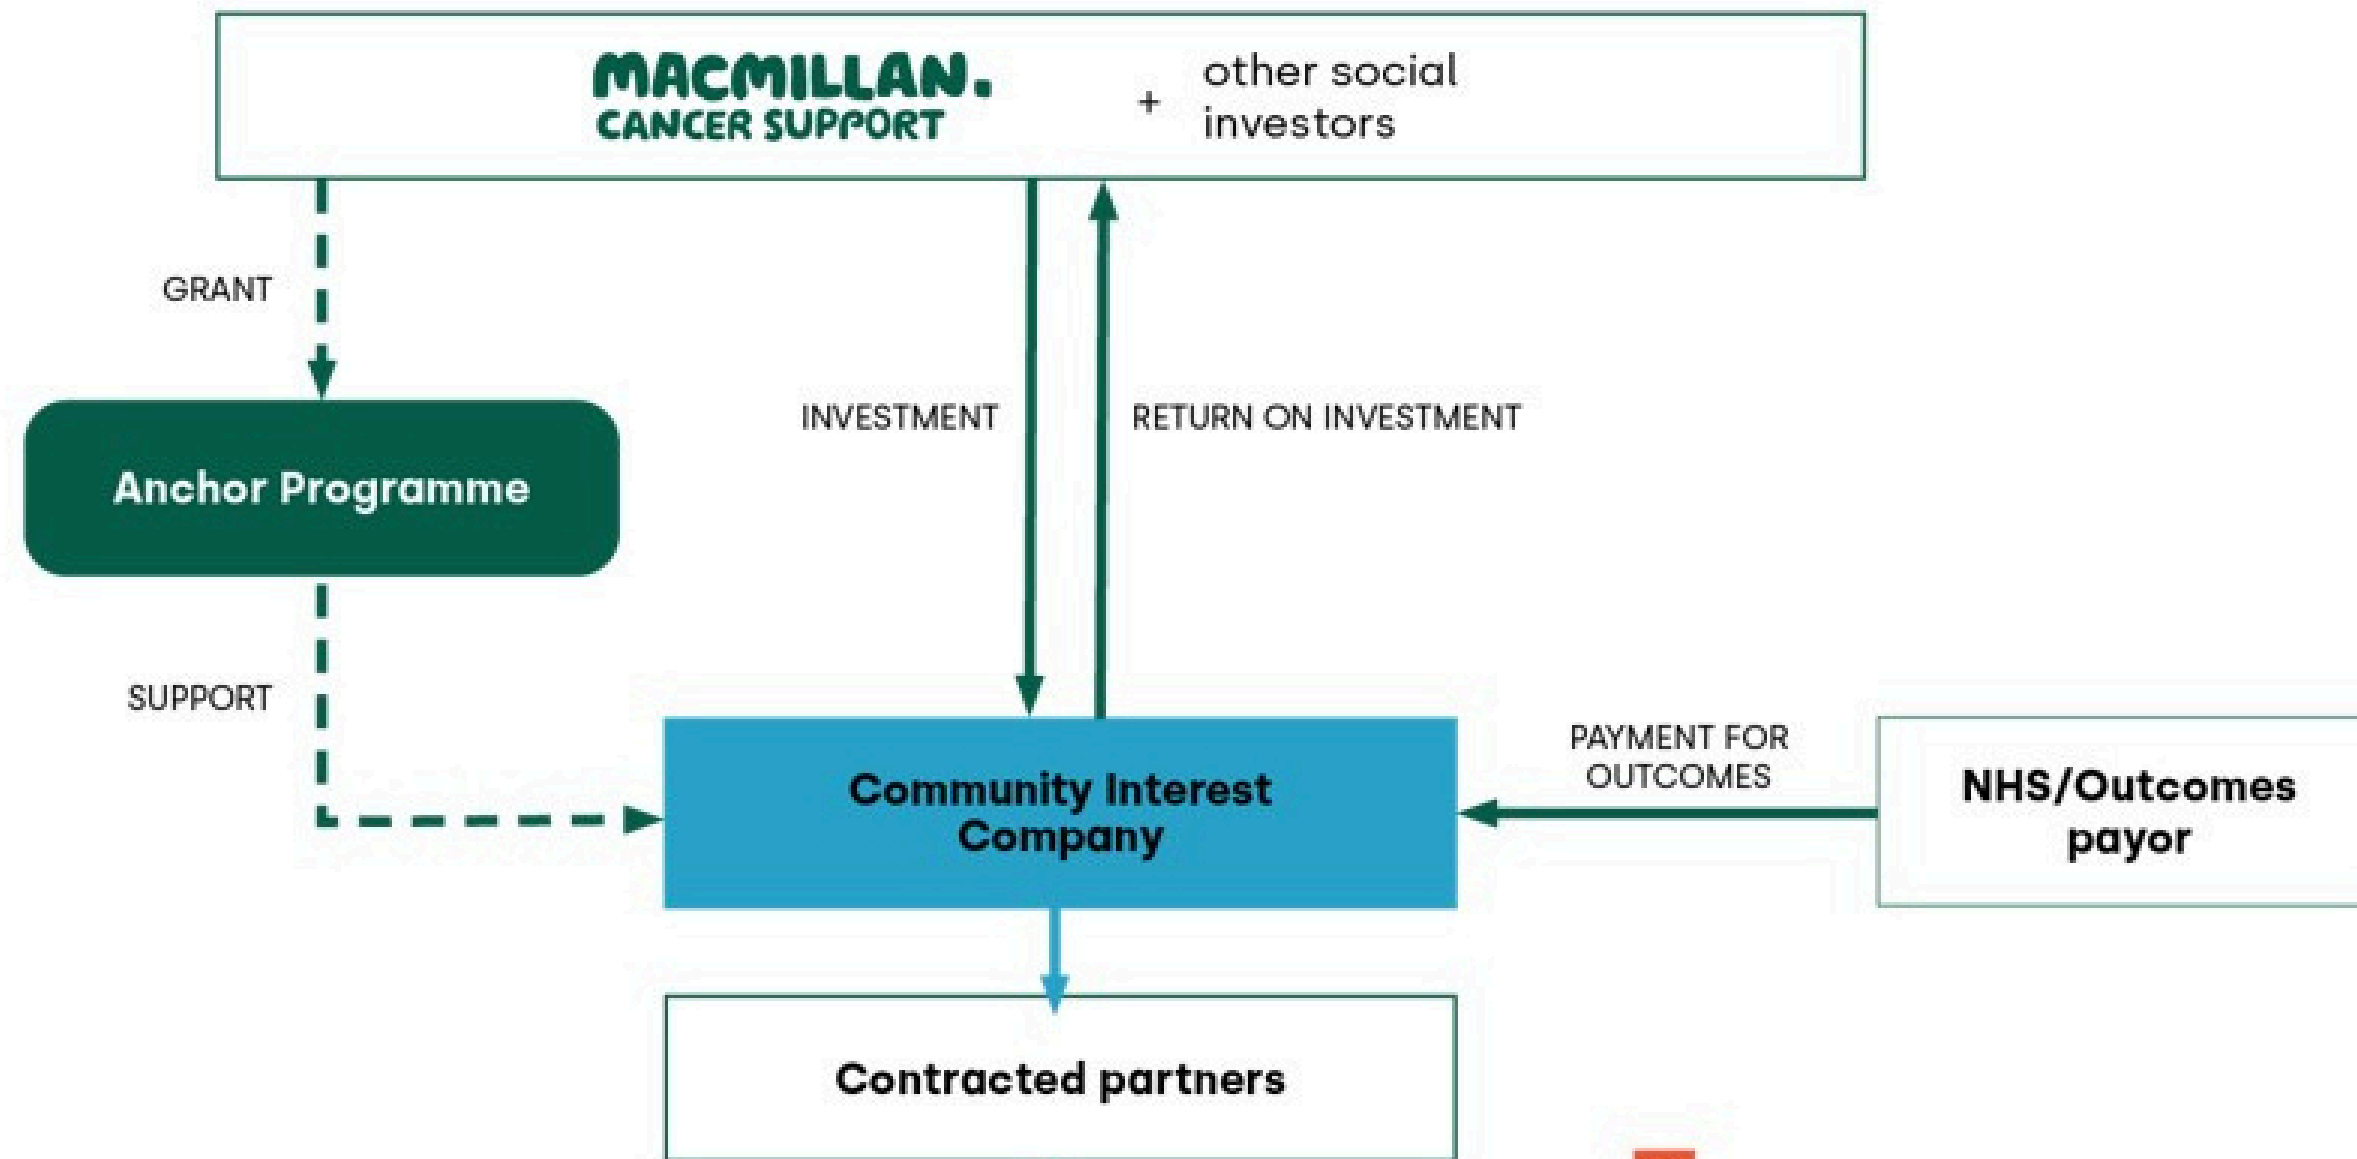 MACMILLAN.
CANCER SUPPORT
+
other social
investors
GRANT
Anchor Programme
INVESTMENT
RETURN ON INVESTMENT
SUPPORT
Community Interest
Company
PAYMENT FOR
OUTCOMES
NHS/Outcomes
payor
Contracted partners